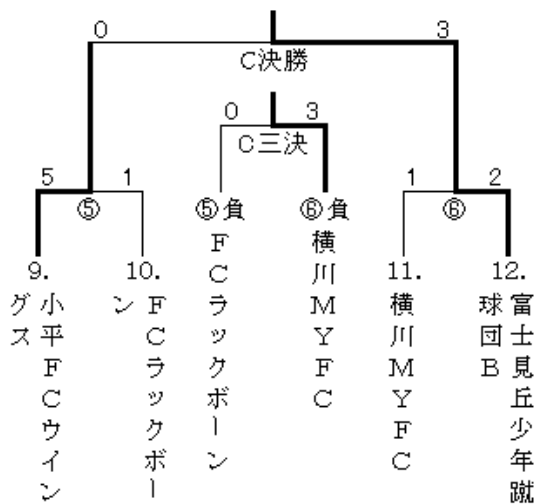 0 3
C決勝
0 3
C三決
5 1 1 2
⑤ ⑤負 ⑥負 ⑥
9. 10. 11. 12.
小平FCウイングス
FCラックボーン
FCラックボーン
横川MYFC
横川MYFC
富士見丘少年蹴球団B